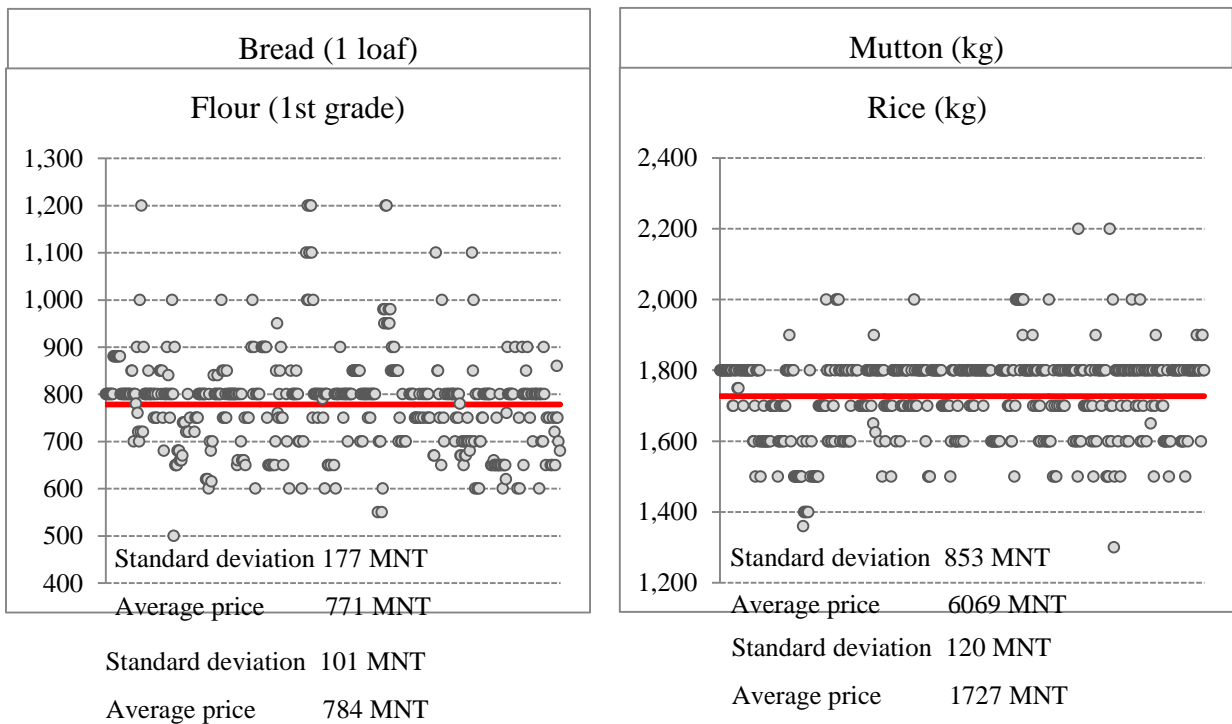 Bread (1 loaf)
Flour (1st grade)
1,300
1,200
1,100
1,000
900
800
700
600
500
400
Standard deviation 177 MNT
Average price 771 MNT
Standard deviation 101 MNT
Average price 784 MNT
Mutton (kg)
Rice (kg)
2,400
2,200
2,000
1,800
1,600
1,400
1,200
Standard deviation 853 MNT
Average price 6069 MNT
Standard deviation 120 MNT
Average price 1727 MNT